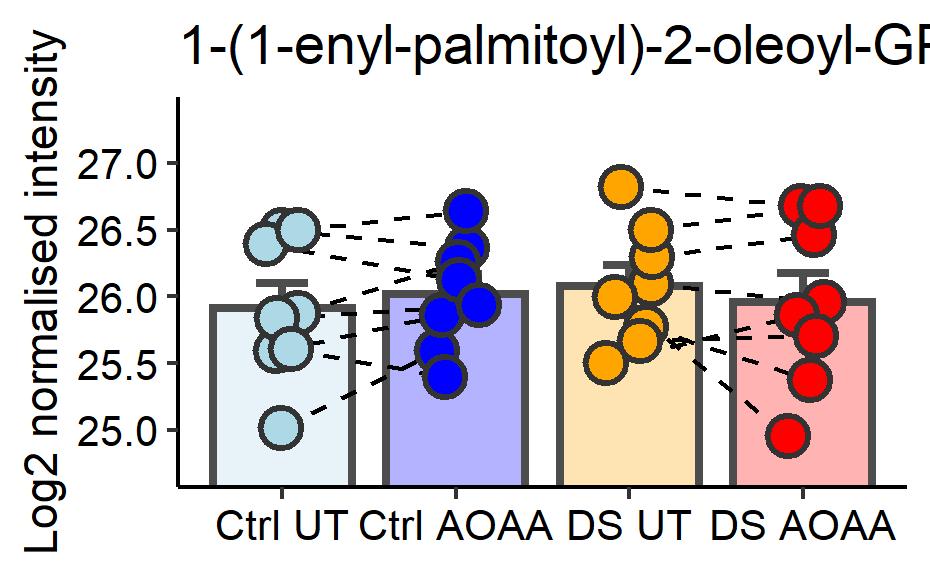 1-(1-enyl-palmitoyl)-2-oleoyl-GP
Log2 normalised intensity
27.0
26.5
26.0
25.5
25.0
Ctrl UT Ctrl AOAA DS UT DS AOAA